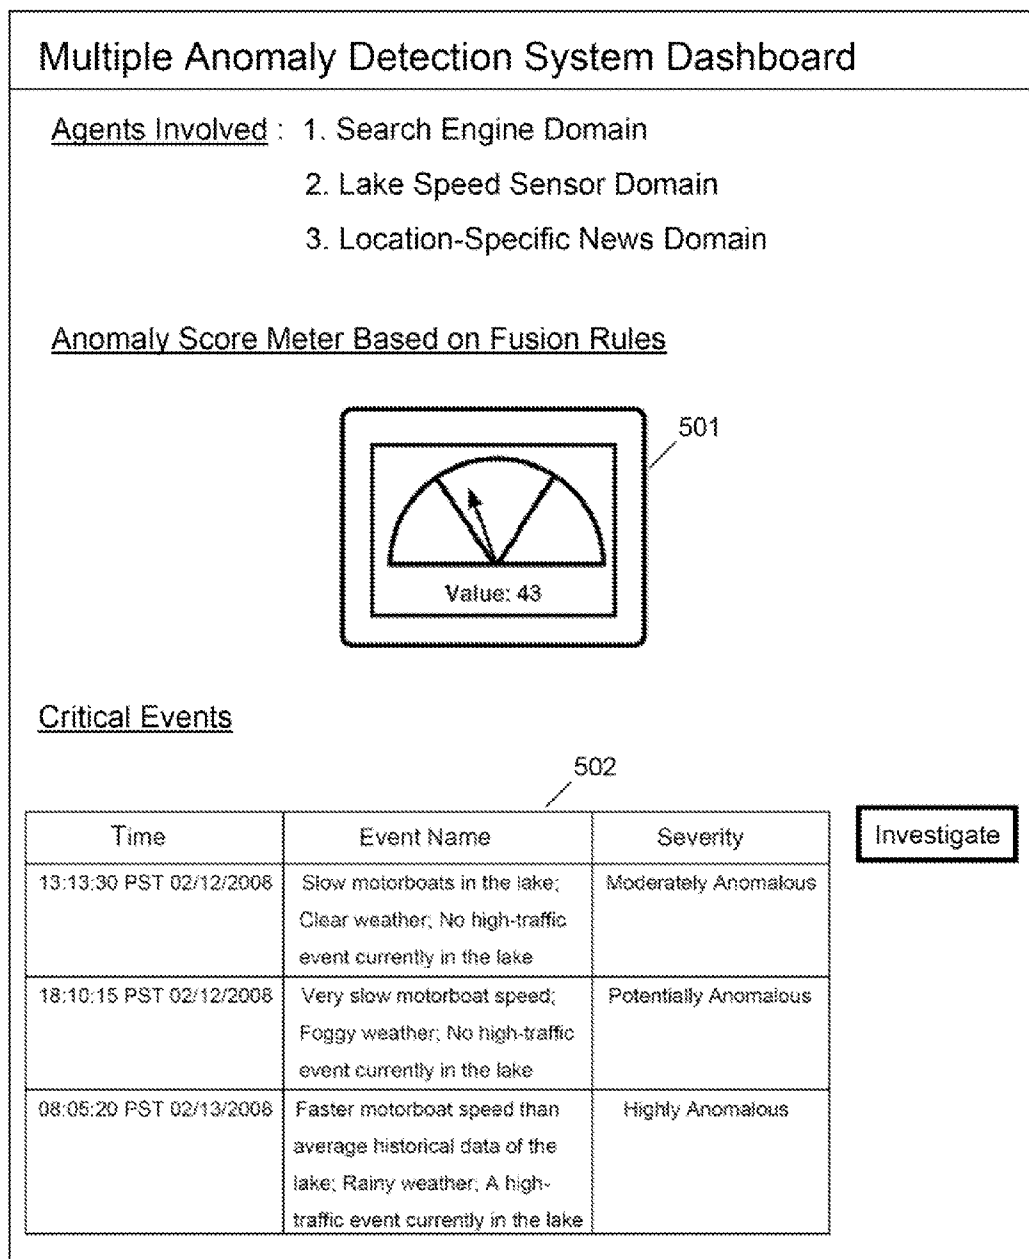 Multiple Anomaly Detection System Dashboard
Agents Involved : 1. Search Engine Domain
2. Lake Speed Sensor Domain
3. Location-Specific News Domain
Anomaly Score Meter Based on Fusion Rules
501
Value: 43
Critical Events
502
Time Event Name Severity Investigate
13:13:30 PST 02/12/2008 Slow motorboats in the lake; Moderately Anomalous
Clear weather; No high-traffic
event currently in the lake
18:10:15 PST 02/12/2008 Very slow motorboat speed; Potentially Anomalous
Foggy weather; No high-traffic
event currently in the lake
08:05:20 PST 02/13/2008 Faster motorboat speed than Highly Anomalous
average historical data of the
lake; Rainy weather; A high-
traffic event currently in the lake